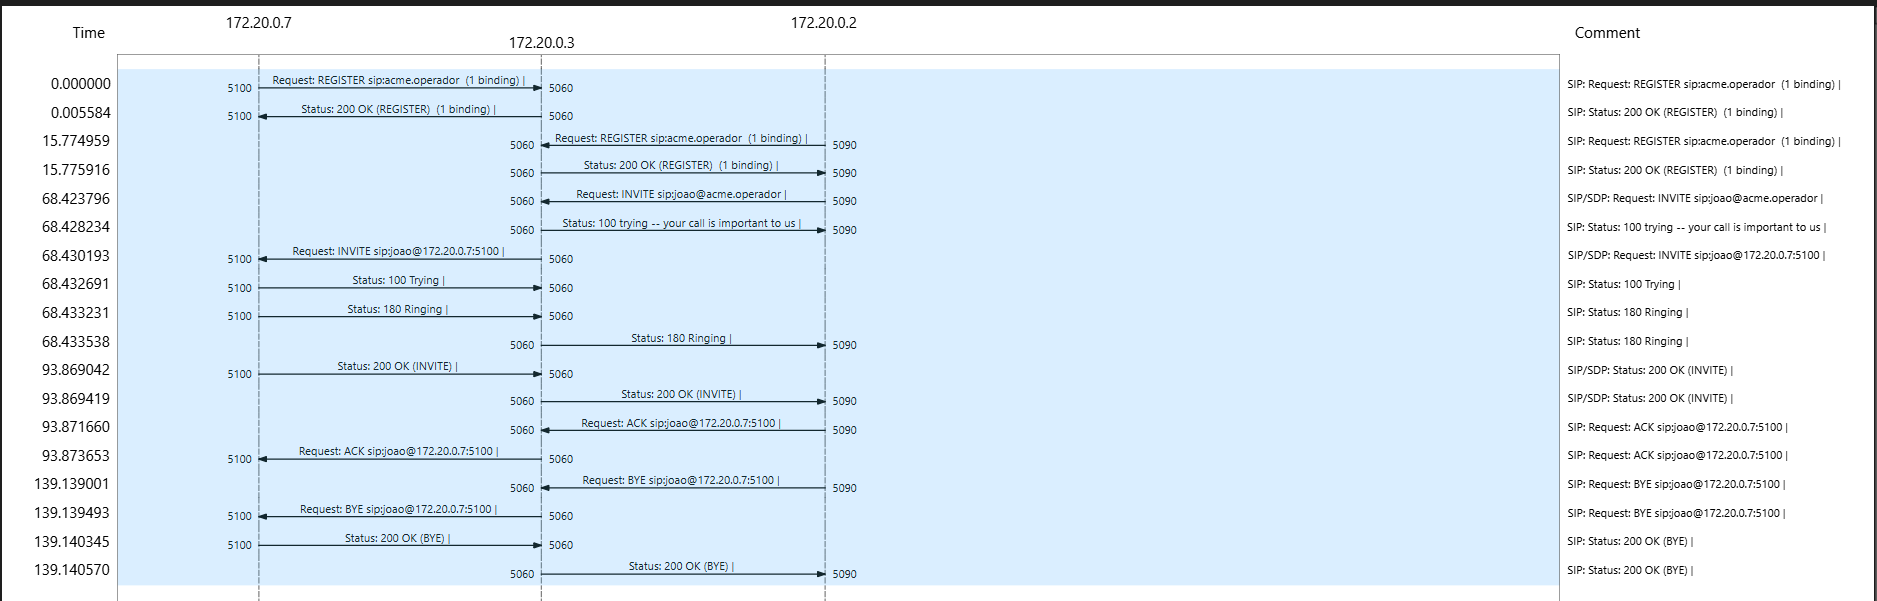 172.20.0.7 172.20.0.2
Time 172.20.0.3 Comment
0.000000 5100 Request: REGISTER sip:acme.operador (1 binding) | 5060 SIP: Request: REGISTER sip:acme.operador (1 binding) |
0.005584 5100 Status: 200 OK (REGISTER) (1 binding) | 5060 SIP: Status: 200 OK (REGISTER) (1 binding) |
15.774959 5060 Request: REGISTER sip:acme.operador (1 binding) | 5090 SIP: Request: REGISTER sip:acme.operador (1 binding) |
15.775916 5060 Status: 200 OK (REGISTER) (1 binding) | 5090 SIP: Status: 200 OK (REGISTER) (1 binding) |
68.423796 5060 Request: INVITE sip:joao@acme.operador | 5090 SIP/SDP: Request: INVITE sip:joao@acme.operador |
68.428234 5060 Status: 100 trying -- your call is important to us | 5090 SIP: Status: 100 trying -- your call is important to us |
68.430193 5100 Request: INVITE sip:joao@172.20.0.7:5100 | 5060 SIP/SDP: Request: INVITE sip:joao@172.20.0.7:5100 |
68.432691 5100 Status: 100 Trying | 5060 SIP: Status: 100 Trying |
68.433231 5100 Status: 180 Ringing | 5060 SIP: Status: 180 Ringing |
68.433538 5060 Status: 180 Ringing | 5090 SIP: Status: 180 Ringing |
93.869042 5100 Status: 200 OK (INVITE) | 5060 SIP/SDP: Status: 200 OK (INVITE) |
93.869419 5060 Status: 200 OK (INVITE) | 5090 SIP/SDP: Status: 200 OK (INVITE) |
93.871660 5060 Request: ACK sip:joao@172.20.0.7:5100 | 5090 SIP: Request: ACK sip:joao@172.20.0.7:5100 |
93.873653 5100 Request: ACK sip:joao@172.20.0.7:5100 | 5060 SIP: Request: ACK sip:joao@172.20.0.7:5100 |
139.139001 5060 Request: BYE sip:joao@172.20.0.7:5100 | 5090 SIP: Request: BYE sip:joao@172.20.0.7:5100 |
139.139493 5100 Request: BYE sip:joao@172.20.0.7:5100 | 5060 SIP: Request: BYE sip:joao@172.20.0.7:5100 |
139.140345 5100 Status: 200 OK (BYE) | 5060 SIP: Status: 200 OK (BYE) |
139.140570 5060 Status: 200 OK (BYE) | 5090 SIP: Status: 200 OK (BYE) |